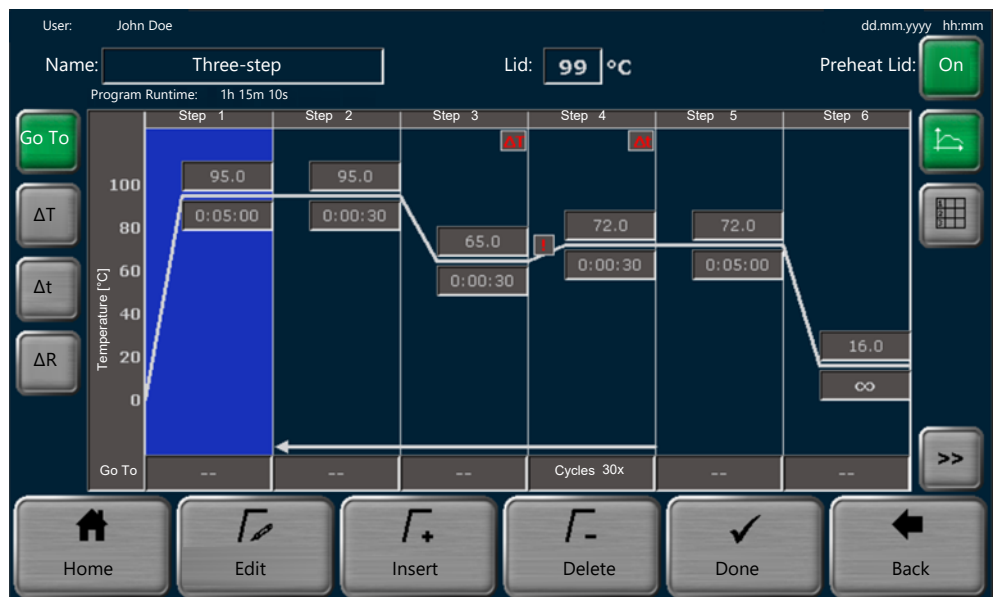 User: John Doe dd.mm.yyyy hh:mm
Name: Three-step Lid: 99 °C Preheat Lid: On
Program Runtime: 1h 15m 10s
Step 1 Step 2 Step 3 Step 4 Step 5 Step 6
Go To
ΔT Δt
100
95.0 95.0
ΔT
80
0:05:00 0:00:30 72.0 72.0
65.0 !
60
0:00:30 0:05:00
0:00:30
Δt
Temperature [°C]
40
ΔR
20
16.0
0
∞
>>
Go To -- -- -- Cycles 30x -- --
Home Edit Insert Delete Done Back